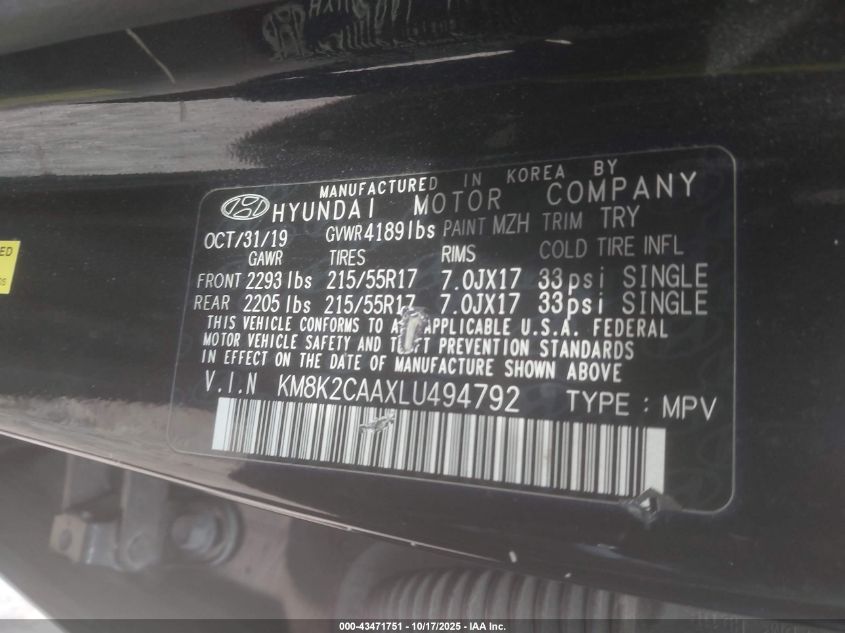 MANUFACTURED IN KOREA BY
HYUNDAI MOTOR COMPANY
OCT/31/19 GVWR 4189 lbs PAINT MZH TRIM TRY
GAWR TIRES RIMS COLD TIRE INFL
FRONT 2293 lbs 215/55R17 7.0JX17 33 psi SINGLE
REAR 2205 lbs 215/55R17 7.0JX17 33 psi SINGLE
THIS VEHICLE CONFORMS TO APPLICABLE U.S.A. FEDERAL
MOTOR VEHICLE SAFETY AND PREVENTION STANDARDS
IN EFFECT ON THE DATE OF MANUFACTURE SHOWN ABOVE
V.I.N KM8K2CAAXLU494792 TYPE : MPV
000-43471751 - 10/17/2025 - IAA Inc.